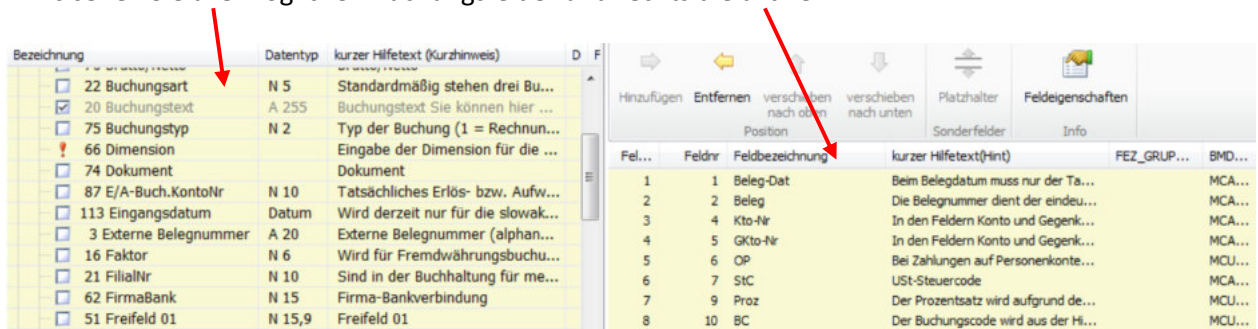 Bezeichnung Datentyp kurzer Hilfetext (Kurzhinweis) D F
22 Buchungsart N 5 Standardmäßig stehen drei Bu...
20 Buchungstext A 255 Buchungstext Sie können hier ...
75 Buchungstyp N 2 Typ der Buchung (1 = Rechnun...
66 Dimension Eingabe der Dimension für die ...
74 Dokument Dokument
87 E/A-Buch.KontoNr N 10 Tatsächliches Erlös- bzw. Aufw...
113 Eingangsdatum Datum Wird derzeit nur für die slowak...
3 Externe Belegnummer A 20 Externe Belegnummer (alphan...
16 Faktor N 6 Wird für Fremdwährungsbuchu...
21 FilialNr N 10 Sind in der Buchhaltung für me...
62 FirmaBank N 15 Firma-Bankverbindung
51 Freifeld 01 N 15,9 Freifeld 01
Hinzufügen Entfernen verschieben nach oben verschieben nach unten Platzhalter Feldeigenschaften
Position Sonderfelder Info
Fel... Feldnr Feldbezeichnung kurzer Hilfetext(Hint) FEZ_GRUP... BMD...
1 1 Beleg-Dat Beim Belegdatum muss nur der Ta... MCA...
2 2 Beleg Die Belegnummer dient der eindeu... MCA...
3 4 Kto-Nr In den Feldern Konto und Gegenk... MCA...
4 5 GKto-Nr In den Feldern Konto und Gegenk... MCA...
5 6 OP Bei Zahlungen auf Personenkonte... MCU...
6 7 StC USt-Steuercode MCA...
7 9 Proz Der Prozentsatz wird aufgrund de... MCU...
8 10 BC Der Buchungscode wird aus der Hi... MCU...